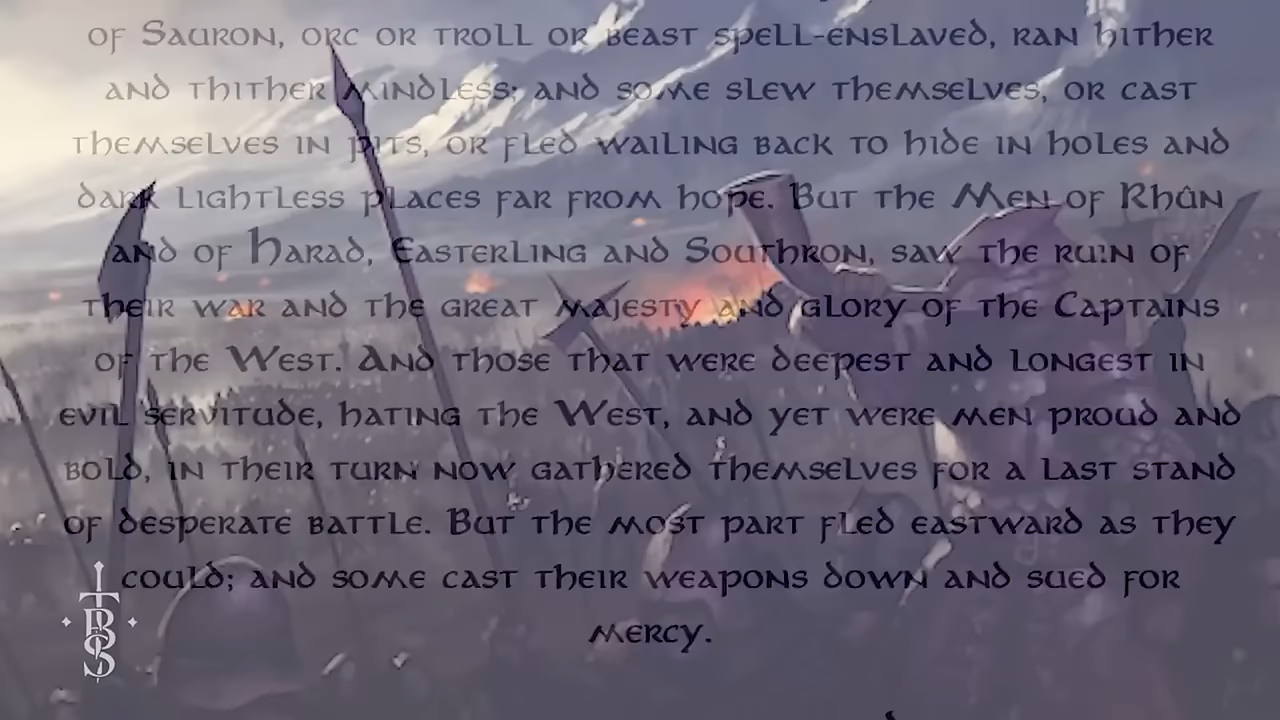 of Sauron, orc or troll or beast spell-enslaved, ran hither
and thither mindless; and some slew themselves, or cast
themselves in pits, or fled wailing back to hide in holes and
dark lightless places far from hope. But the Men of Rhûn
and of Harad, Easterling and Southron, saw the ruin of
their war and the great majesty and glory of the Captains
of the West. And those that were deepest and longest in
evil servitude, hating the West, and yet were men proud and
bold, in their turn now gathered themselves for a last stand
of desperate battle. But the most part fled eastward as they
could; and some cast their weapons down and sued for
mercy.
TBS